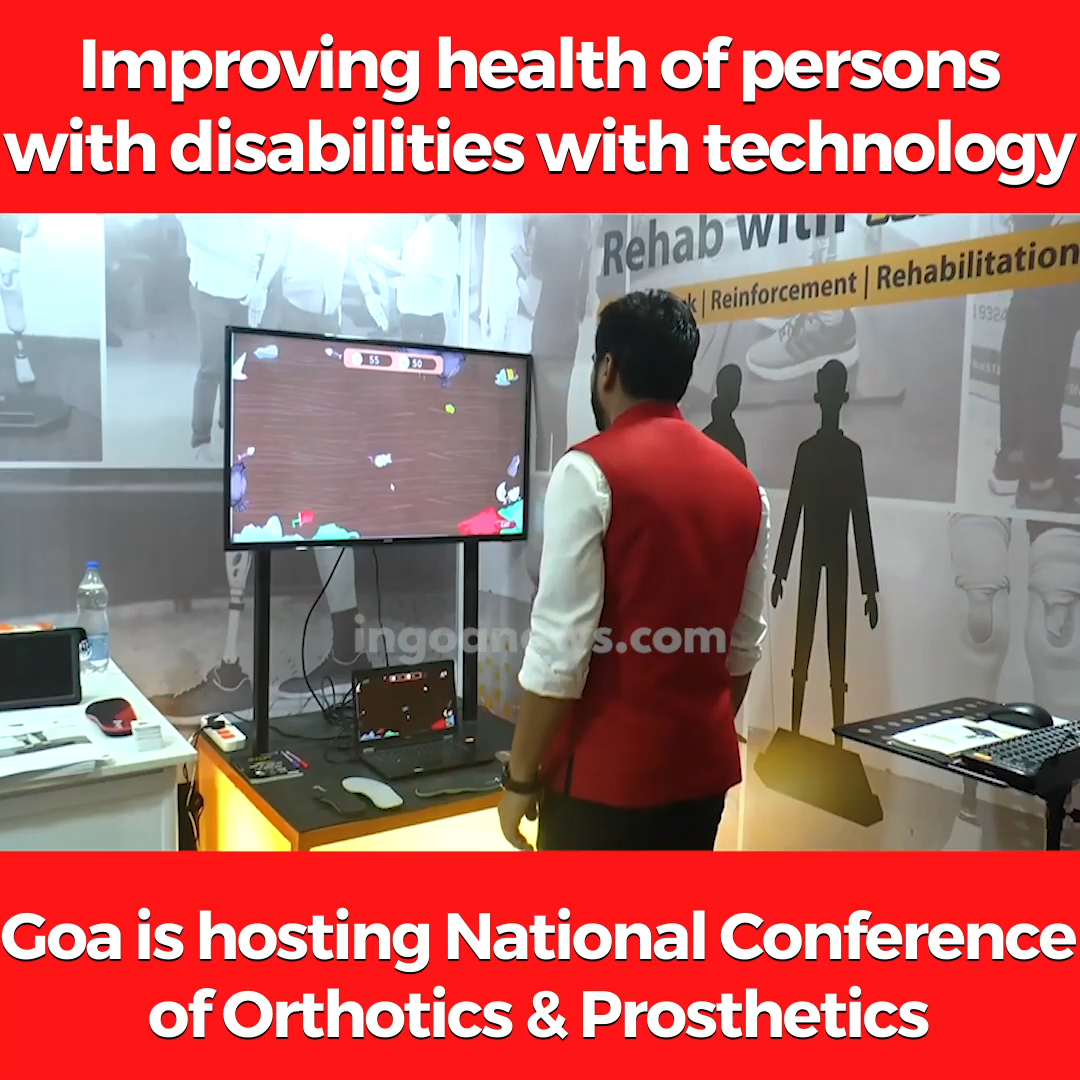 Improving health of persons
with disabilities with technology
Rehab with
| Reinforcement | Rehabilitation
55 50
ingoanews.com
Goa is hosting National Conference
of Orthotics & Prosthetics